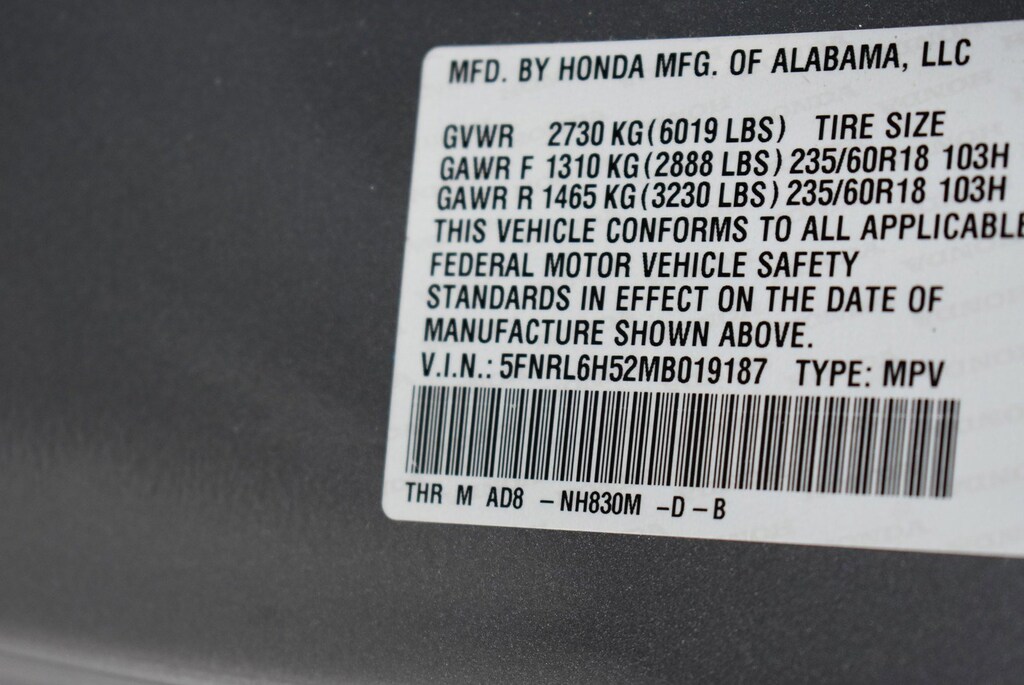 MFD. BY HONDA MFG. OF ALABAMA, LLC
GVWR 2730 KG (6019 LBS) TIRE SIZE
GAWR F 1310 KG (2888 LBS) 235/60R18 103H
GAWR R 1465 KG (3230 LBS) 235/60R18 103H
THIS VEHICLE CONFORMS TO ALL APPLICABLE
FEDERAL MOTOR VEHICLE SAFETY
STANDARDS IN EFFECT ON THE DATE OF
MANUFACTURE SHOWN ABOVE.
V.I.N.: 5FNRL6H52MB019187 TYPE: MPV
THR M AD8 – NH830M – D – B